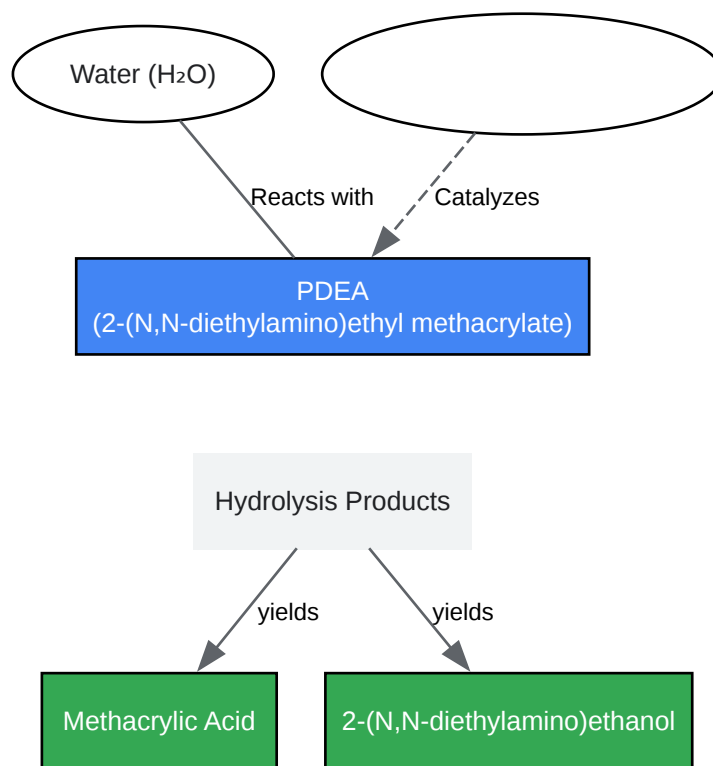 Water (H₂O)
Reacts with
Catalyzes
PDEA
(2-(N,N-diethylamino)ethyl methacrylate)
Hydrolysis Products
yields
yields
Methacrylic Acid
2-(N,N-diethylamino)ethanol